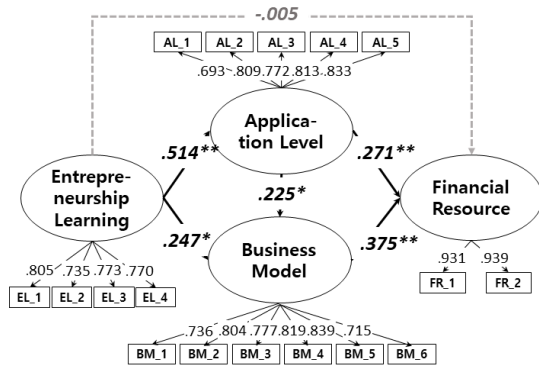 -.005
AL_1 AL_2 AL_3 AL_4 AL_5
.693 .809 .772 .813 .833
Applica-
tion Level
.514** .271**
Entrepre-
neurship
Learning
.225*
Financial
Resource
.247* .375**
Business
Model
.805 .735 .773 .770
.931 .939
EL_1 EL_2 EL_3 EL_4
FR_1 FR_2
.736 .804 .777 .819 .839 .715
BM_1 BM_2 BM_3 BM_4 BM_5 BM_6